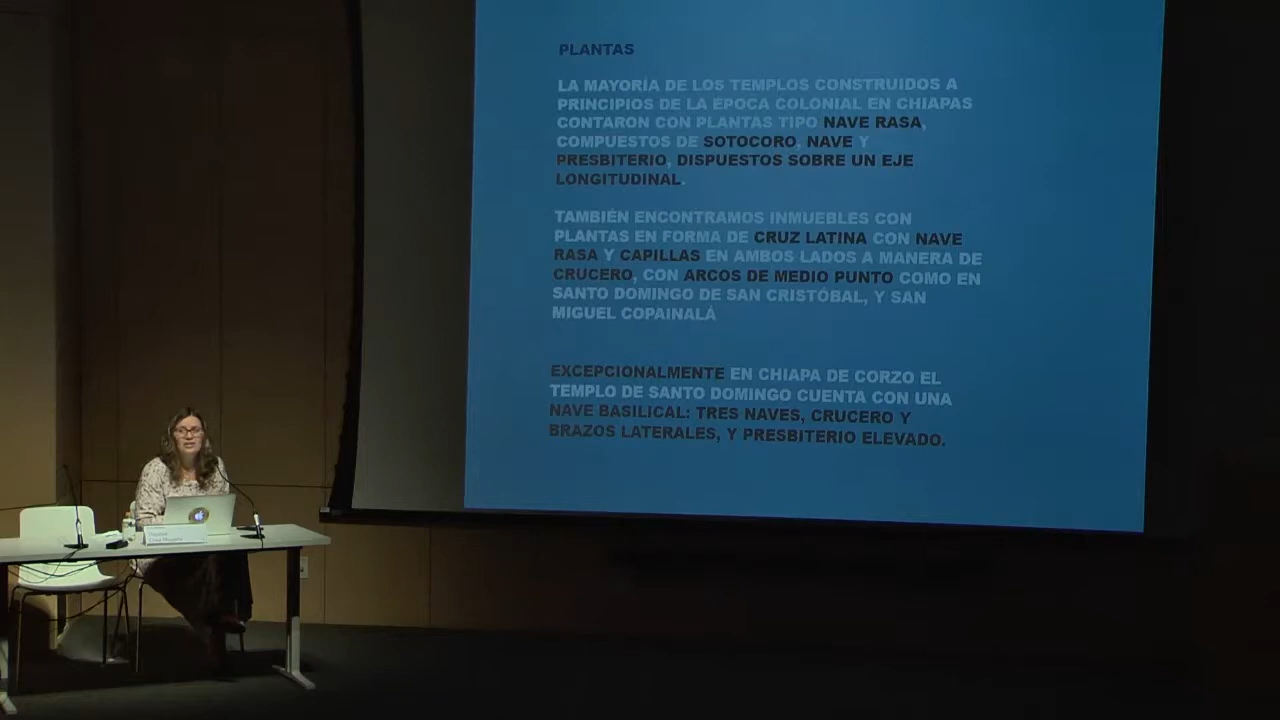 PLANTAS
LA MAYORÍA DE LOS TEMPLOS CONSTRUIDOS A
PRINCIPIOS DE LA ÉPOCA COLONIAL EN CHIAPAS
CONTARON CON PLANTAS TIPO NAVE RASA,
COMPUESTOS DE SOTOCORO, NAVE Y
PRESBITERIO, DISPUESTOS SOBRE UN EJE
LONGITUDINAL.
TAMBIÉN ENCONTRAMOS INMUEBLES CON
PLANTAS EN FORMA DE CRUZ LATINA CON NAVE
RASA Y CAPILLAS EN AMBOS LADOS A MANERA DE
CRUCERO, CON ARCOS DE MEDIO PUNTO COMO EN
SANTO DOMINGO DE SAN CRISTÓBAL, Y SAN
MIGUEL COPAINALÁ
EXCEPCIONALMENTE EN CHIAPA DE CORZO EL
TEMPLO DE SANTO DOMINGO CUENTA CON UNA
NAVE BASILICAL: TRES NAVES, CRUCERO Y
BRAZOS LATERALES, Y PRESBITERIO ELEVADO.